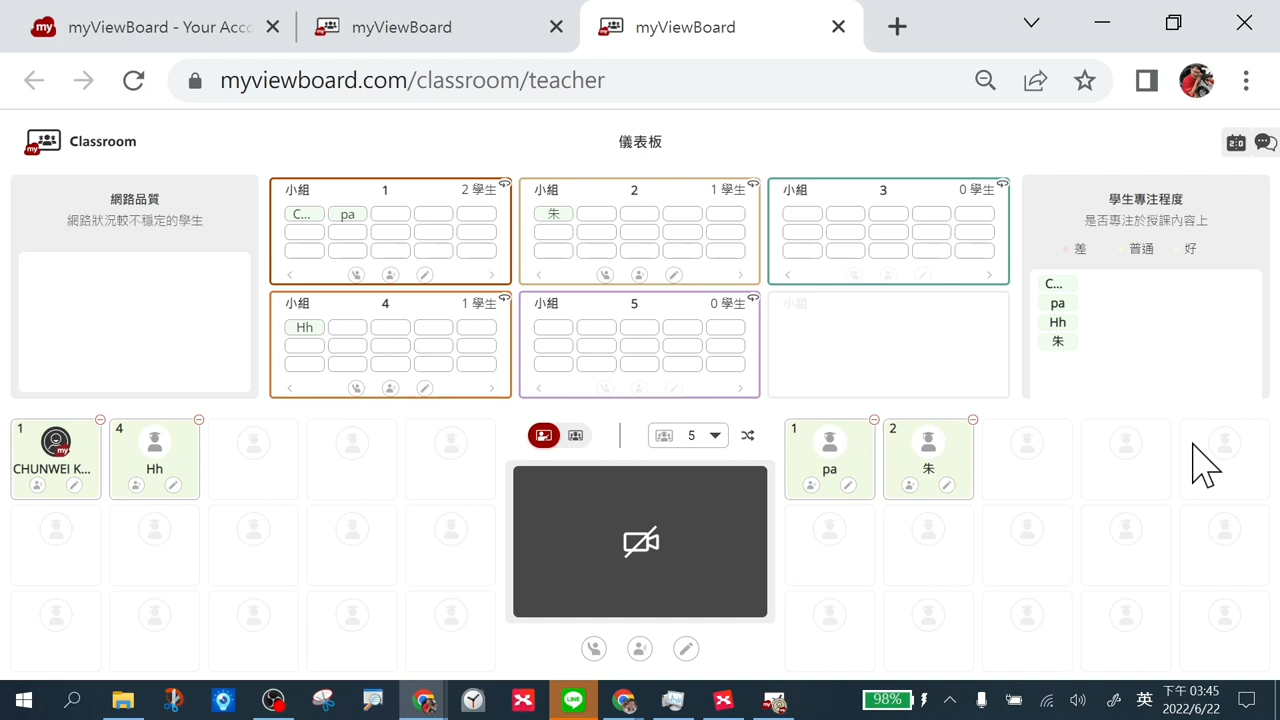 myViewBoard - Your Acco
myViewBoard
myViewBoard
myviewboard.com/classroom/teacher
my Classroom
儀表板
2:0
網路品質
網路狀況較不穩定的學生
小組 1 2 學生
C... pa
小組 2 1 學生
朱
小組 3 0 學生
小組 4 1 學生
Hh
小組 5 0 學生
小組
學生專注程度
是否專注於授課內容上
差 普通 好
C...
pa
Hh
朱
1
my
CHUNWEI K...
4
Hh
5
1
pa
2
朱
98%
英
下午 03:45
2022/6/22
LINE